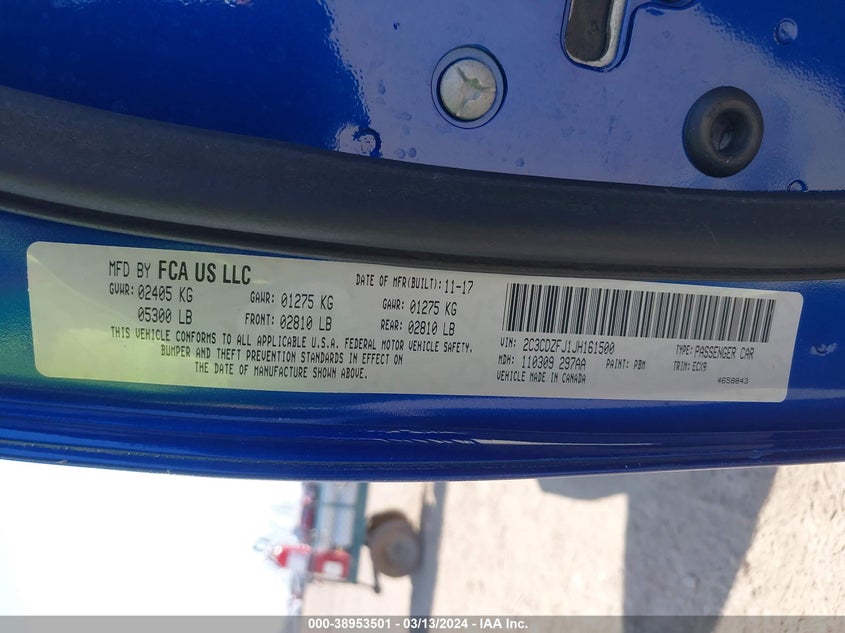 MFD BY FCA US LLC DATE OF MFR(BUILT): 11-17
GVWR: 02405 KG GAWR: 01275 KG GAWR: 01275 KG
05300 LB FRONT: 02810 LB REAR: 02810 LB
THIS VEHICLE CONFORMS TO ALL APPLICABLE U.S.A. FEDERAL MOTOR VEHICLE SAFETY,
BUMPER AND THEFT PREVENTION STANDARDS IN EFFECT ON
THE DATE OF MANUFACTURE SHOWN ABOVE.
VIN: 2C3CDZFJ1JH161500 TYPE: PASSENGER CAR
MDH: 110309 297AA PAINT: PBM TRIM: ECX9
VEHICLE MADE IN CANADA 4658843
000-38953501 - 03/13/2024 - IAA Inc.